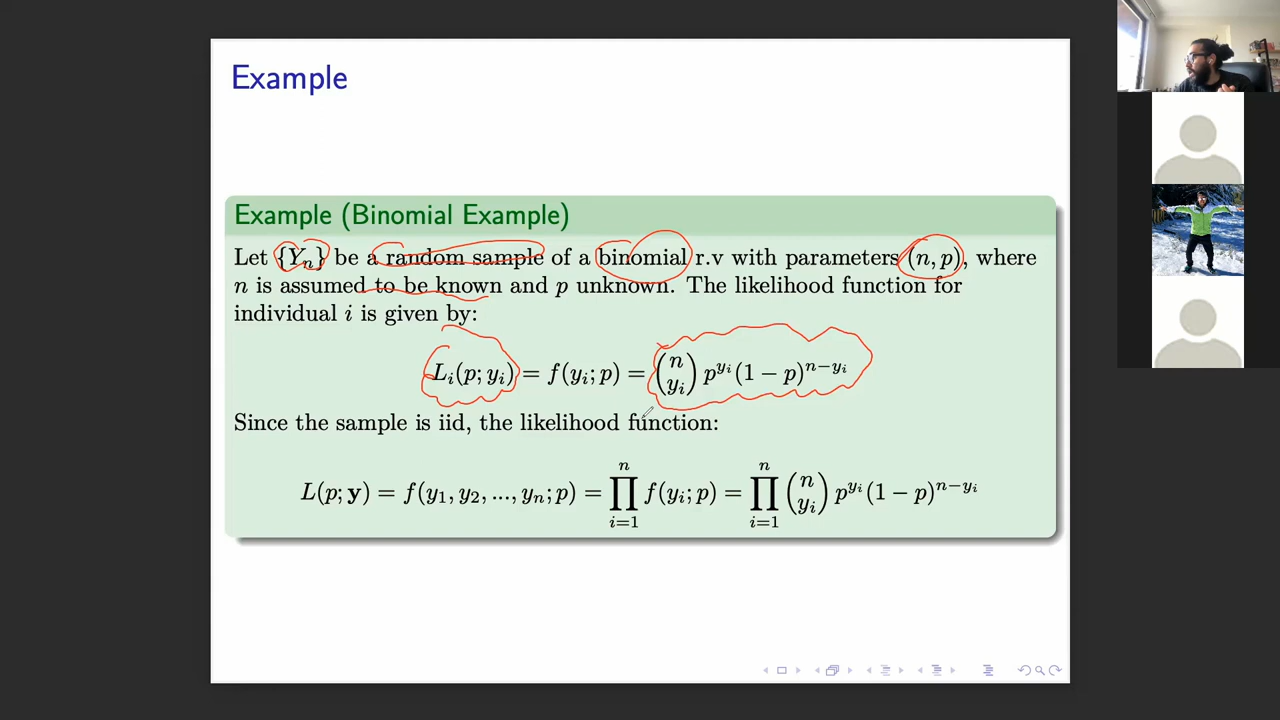 Example
Example (Binomial Example)
Let {Yₙ} be a random sample of a binomial r.v with parameters (n, p), where
n is assumed to be known and p unknown. The likelihood function for
individual i is given by:
Lᵢ(p; yᵢ) = f(yᵢ; p) = (n yᵢ) p^{yᵢ}(1 − p)^{n−yᵢ}
Since the sample is iid, the likelihood function:
L(p; y) = f(y₁, y₂, ..., yₙ; p) = ∏_{i=1}^{n} f(yᵢ; p) = ∏_{i=1}^{n} (n yᵢ) p^{yᵢ}(1 − p)^{n−yᵢ}